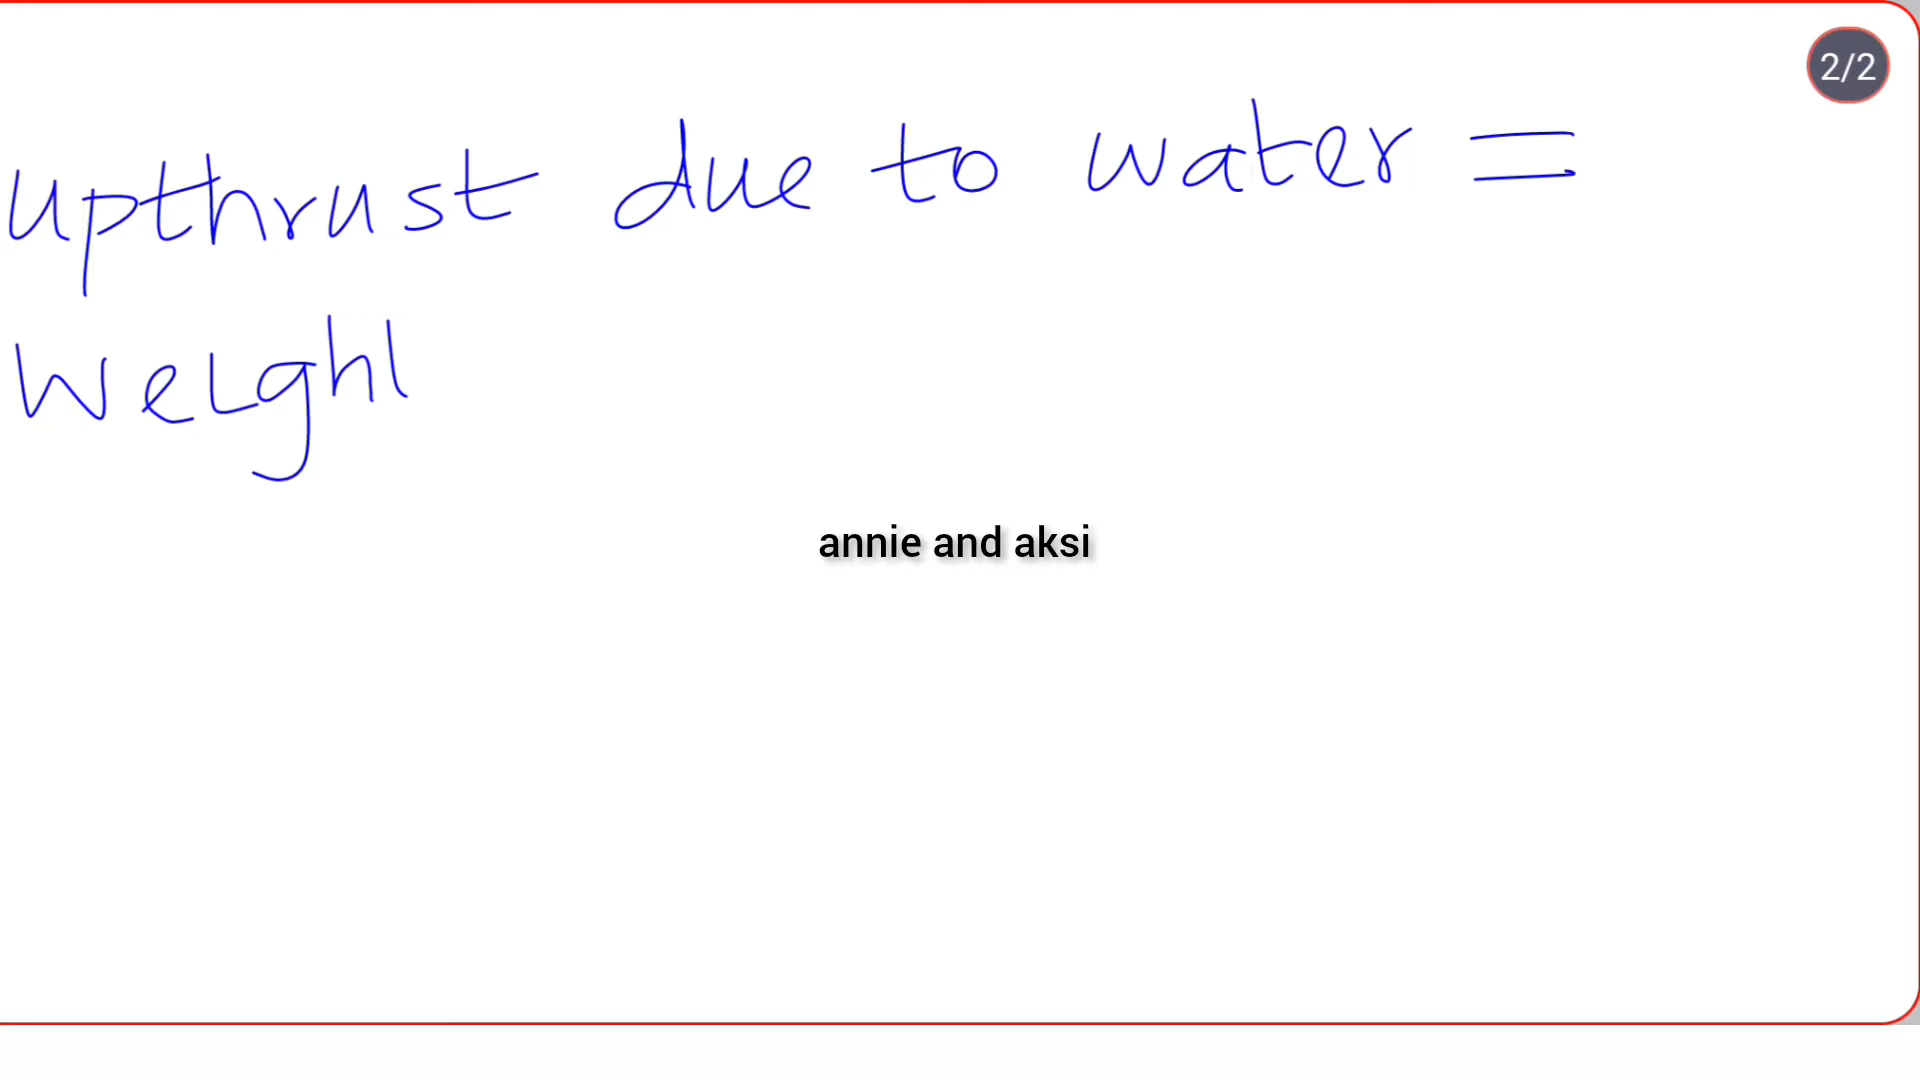 2/2
Upthrust due to water =
Weight
annie and aksi